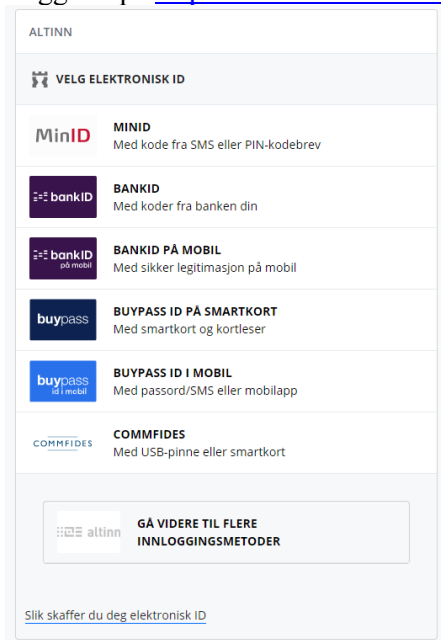 ALTINN
VELG ELEKTRONISK ID
MinID
MINID
Med kode fra SMS eller PIN-kodebrev
bankID
BANKID
Med koder fra banken din
bankID
på mobil
BANKID PÅ MOBIL
Med sikker legitimasjon på mobil
buypass
BUYPASS ID PÅ SMARTKORT
Med smartkort og kortleser
buypass
id i mobil
BUYPASS ID I MOBIL
Med passord/SMS eller mobilapp
COMMFIDES
COMMFIDES
Med USB-pinne eller smartkort
altinn
GÅ VIDERE TIL FLERE
INNLOGGINGSMETODER
Slik skaffer du deg elektronisk ID